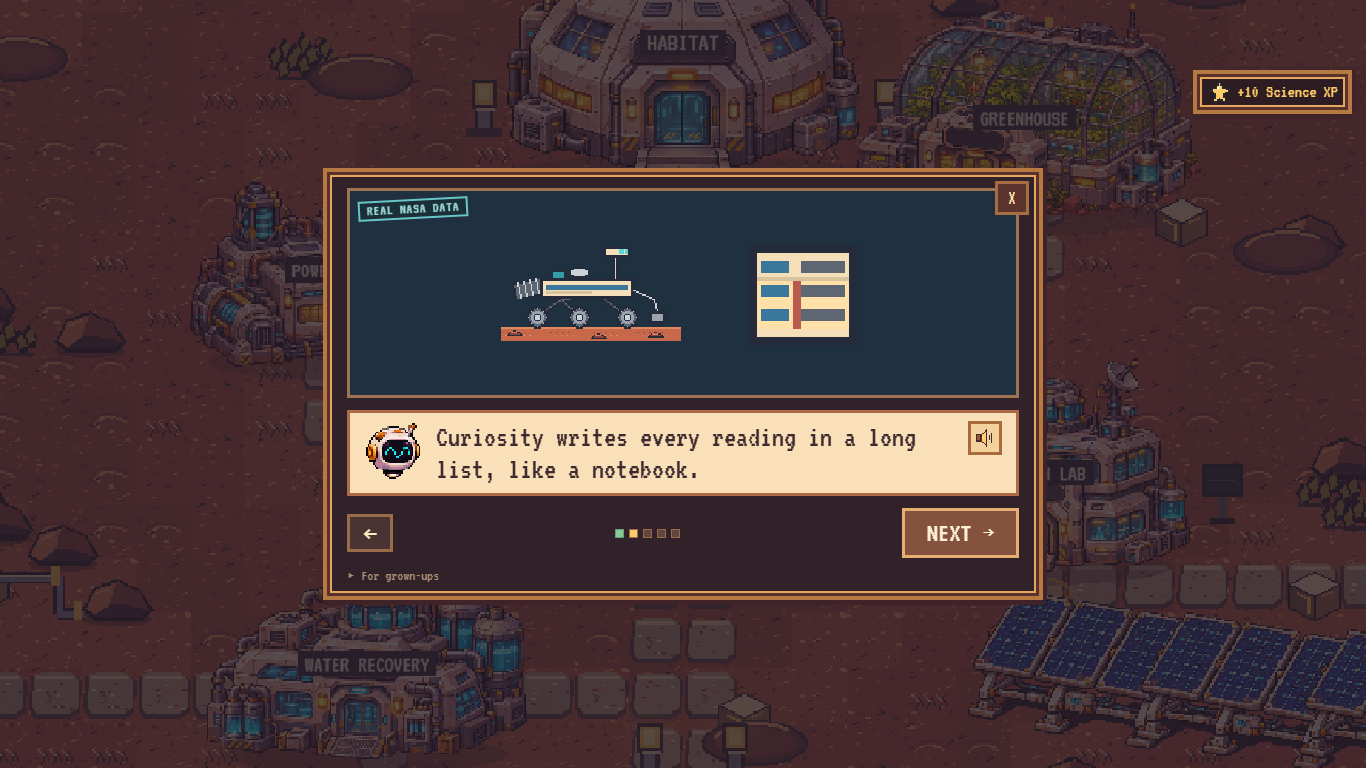 HABITAT
GREENHOUSE
+10 Science XP
REAL NASA DATA
X
Curiosity writes every reading in a long
list, like a notebook.
NEXT →
For grown-ups
LAB
WATER RECOVERY